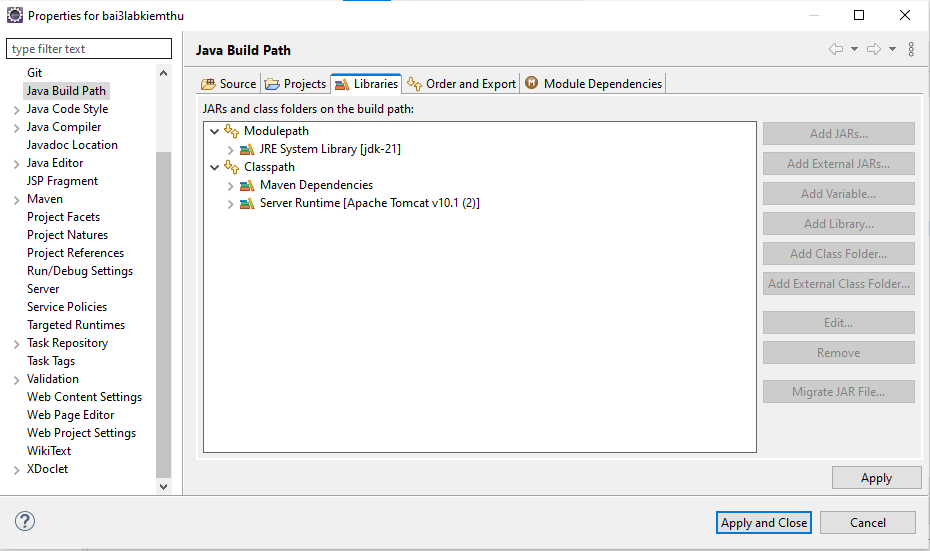 Properties for bai3labkiemthu
type filter text
Git
Java Build Path
Java Code Style
Java Compiler
Javadoc Location
Java Editor
JSP Fragment
Maven
Project Facets
Project Natures
Project References
Run/Debug Settings
Server
Service Policies
Targeted Runtimes
Task Repository
Task Tags
Validation
Web Content Settings
Web Page Editor
Web Project Settings
WikiText
XDoclet
Java Build Path
Source Projects Libraries Order and Export Module Dependencies
JARs and class folders on the build path:
Modulepath
JRE System Library [jdk-21]
Classpath
Maven Dependencies
Server Runtime [Apache Tomcat v10.1 (2)]
Add JARs...
Add External JARs...
Add Variable...
Add Library...
Add Class Folder...
Add External Class Folder...
Edit...
Remove
Migrate JAR File...
Apply
Apply and Close Cancel